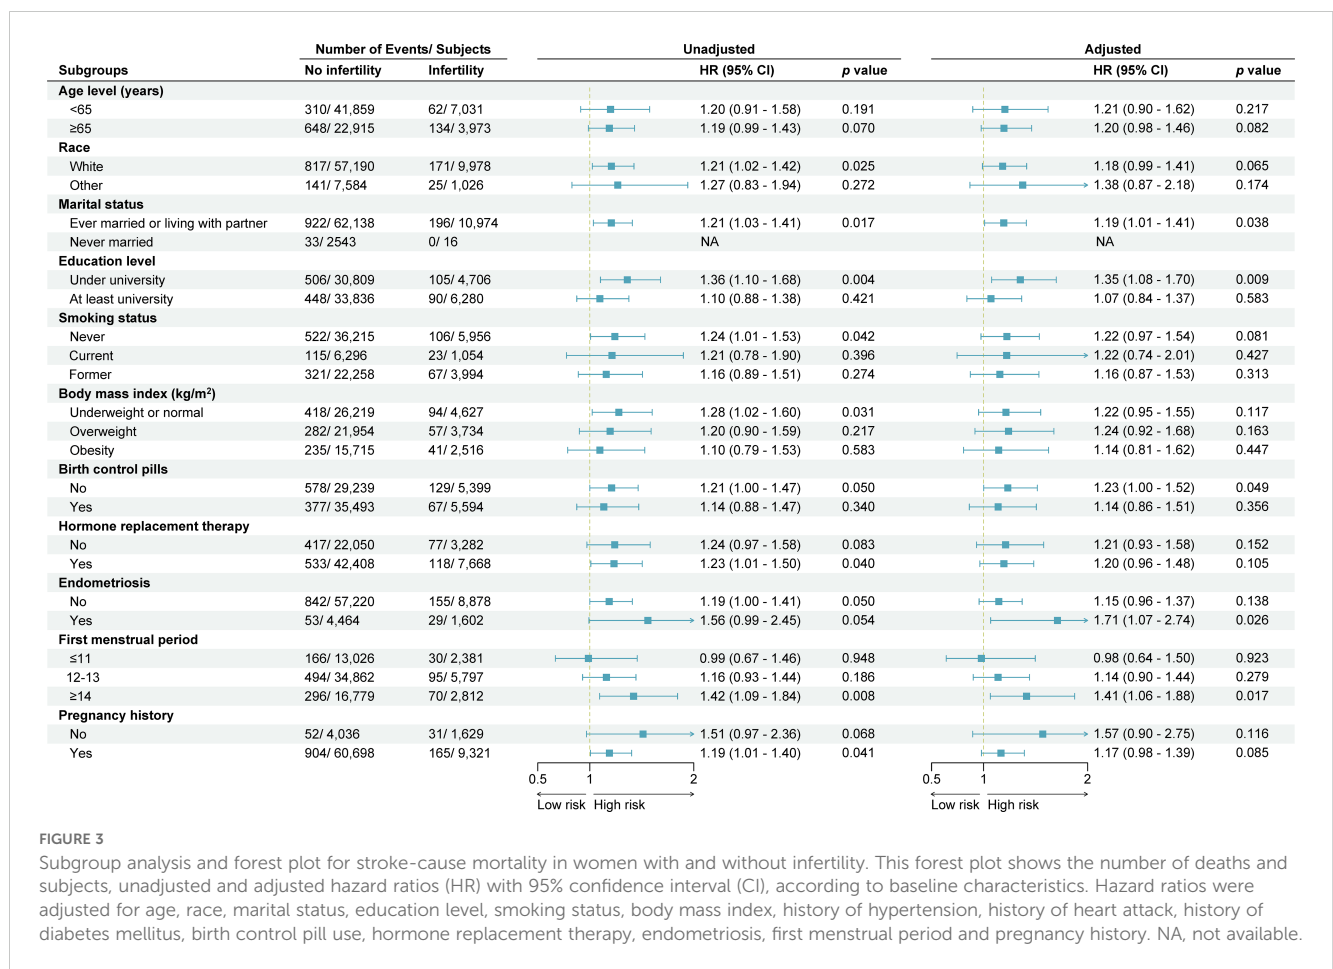 Number of Events/ Subjects Unadjusted Adjusted
Subgroups No infertility Infertility HR (95% CI) p value HR (95% CI) p value
Age level (years)
<65 310/ 41,859 62/ 7,031 1.20 (0.91 - 1.58) 0.191 1.21 (0.90 - 1.62) 0.217
≥65 648/ 22,915 134/ 3,973 1.19 (0.99 - 1.43) 0.070 1.20 (0.98 - 1.46) 0.082
Race
White 817/ 57,190 171/ 9,978 1.21 (1.02 - 1.42) 0.025 1.18 (0.99 - 1.41) 0.065
Other 141/ 7,584 25/ 1,026 1.27 (0.83 - 1.94) 0.272 1.38 (0.87 - 2.18) 0.174
Marital status
Ever married or living with partner 922/ 62,138 196/ 10,974 1.21 (1.03 - 1.41) 0.017 1.19 (1.01 - 1.41) 0.038
Never married 33/ 2543 0/ 16 NA NA
Education level
Under university 506/ 30,809 105/ 4,706 1.36 (1.10 - 1.68) 0.004 1.35 (1.08 - 1.70) 0.009
At least university 448/ 33,836 90/ 6,280 1.10 (0.88 - 1.38) 0.421 1.07 (0.84 - 1.37) 0.583
Smoking status
Never 522/ 36,215 106/ 5,956 1.24 (1.01 - 1.53) 0.042 1.22 (0.97 - 1.54) 0.081
Current 115/ 6,296 23/ 1,054 1.21 (0.78 - 1.90) 0.396 1.22 (0.74 - 2.01) 0.427
Former 321/ 22,258 67/ 3,994 1.16 (0.89 - 1.51) 0.274 1.16 (0.87 - 1.53) 0.313
Body mass index (kg/m²)
Underweight or normal 418/ 26,219 94/ 4,627 1.28 (1.02 - 1.60) 0.031 1.22 (0.95 - 1.55) 0.117
Overweight 282/ 21,954 57/ 3,734 1.20 (0.90 - 1.59) 0.217 1.24 (0.92 - 1.68) 0.163
Obesity 235/ 15,715 41/ 2,516 1.10 (0.79 - 1.53) 0.583 1.14 (0.81 - 1.62) 0.447
Birth control pills
No 578/ 29,239 129/ 5,399 1.21 (1.00 - 1.47) 0.050 1.23 (1.00 - 1.52) 0.049
Yes 377/ 35,493 67/ 5,594 1.14 (0.88 - 1.47) 0.340 1.14 (0.86 - 1.51) 0.356
Hormone replacement therapy
No 417/ 22,050 77/ 3,282 1.24 (0.97 - 1.58) 0.083 1.21 (0.93 - 1.58) 0.152
Yes 533/ 42,408 118/ 7,668 1.23 (1.01 - 1.50) 0.040 1.20 (0.96 - 1.48) 0.105
Endometriosis
No 842/ 57,220 155/ 8,878 1.19 (1.00 - 1.41) 0.050 1.15 (0.96 - 1.37) 0.138
Yes 53/ 4,464 29/ 1,602 1.56 (0.99 - 2.45) 0.054 1.71 (1.07 - 2.74) 0.026
First menstrual period
≤11 166/ 13,026 30/ 2,381 0.99 (0.67 - 1.46) 0.948 0.98 (0.64 - 1.50) 0.923
12-13 494/ 34,862 95/ 5,797 1.16 (0.93 - 1.44) 0.186 1.14 (0.90 - 1.44) 0.279
≥14 296/ 16,779 70/ 2,812 1.42 (1.09 - 1.84) 0.008 1.41 (1.06 - 1.88) 0.017
Pregnancy history
No 52/ 4,036 31/ 1,629 1.51 (0.97 - 2.36) 0.068 1.57 (0.90 - 2.75) 0.116
Yes 904/ 60,698 165/ 9,321 1.19 (1.01 - 1.40) 0.041 1.17 (0.98 - 1.39) 0.085
0.5 1 2 0.5 1 2
Low risk High risk Low risk High risk
FIGURE 3
Subgroup analysis and forest plot for stroke-cause mortality in women with and without infertility. This forest plot shows the number of deaths and
subjects, unadjusted and adjusted hazard ratios (HR) with 95% confidence interval (CI), according to baseline characteristics. Hazard ratios were
adjusted for age, race, marital status, education level, smoking status, body mass index, history of hypertension, history of heart attack, history of
diabetes mellitus, birth control pill use, hormone replacement therapy, endometriosis, first menstrual period and pregnancy history. NA, not available.